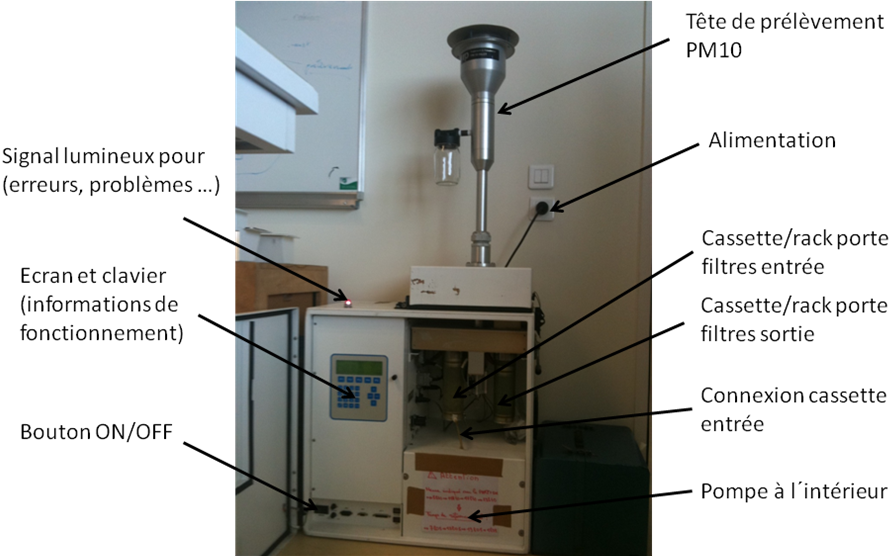 Tête de prélèvement
PM10
Alimentation
Signal lumineux pour
(erreurs, problèmes ...)
Cassette/rack porte
filtres entrée
Ecran et clavier
(informations de
fonctionnement)
Cassette/rack porte
filtres sortie
Connexion cassette
entrée
Bouton ON/OFF
Pompe à l´intérieur